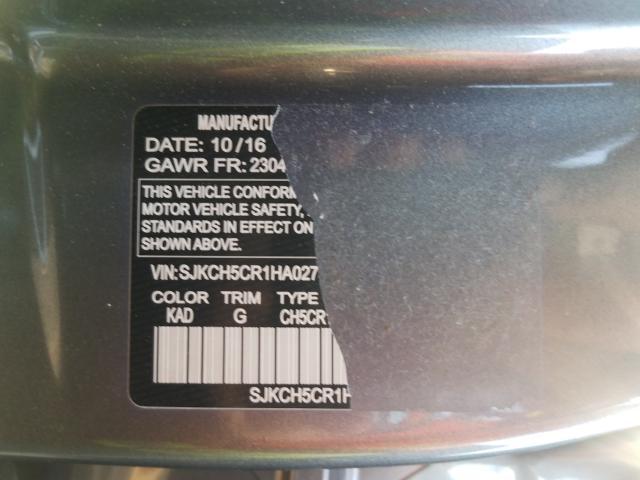 MANUFACTU
DATE: 10/16
GAWR FR: 2304
THIS VEHICLE CONFOR
MOTOR VEHICLE SAFETY,
STANDARDS IN EFFECT ON
SHOWN ABOVE.
VIN:SJKCH5CR1HA027
COLOR TRIM TYPE
KAD G CH5CR
SJKCH5CR1H